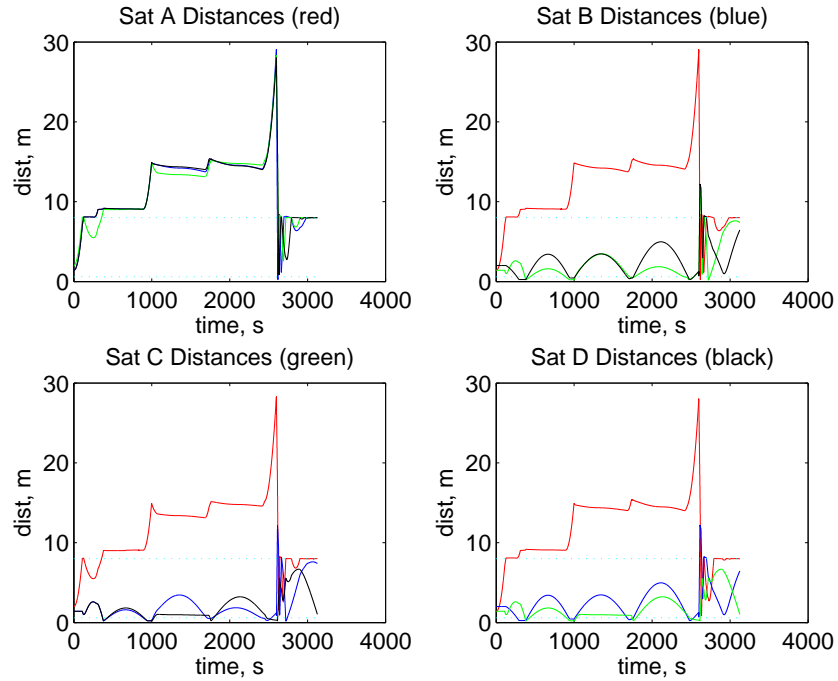 Sat A Distances (red)
30
20
10
0
dist, m
0 1000 2000 3000 4000
time, s
Sat B Distances (blue)
30
20
10
0
dist, m
0 1000 2000 3000 4000
time, s
Sat C Distances (green)
30
20
10
0
dist, m
0 1000 2000 3000 4000
time, s
Sat D Distances (black)
30
20
10
0
dist, m
0 1000 2000 3000 4000
time, s